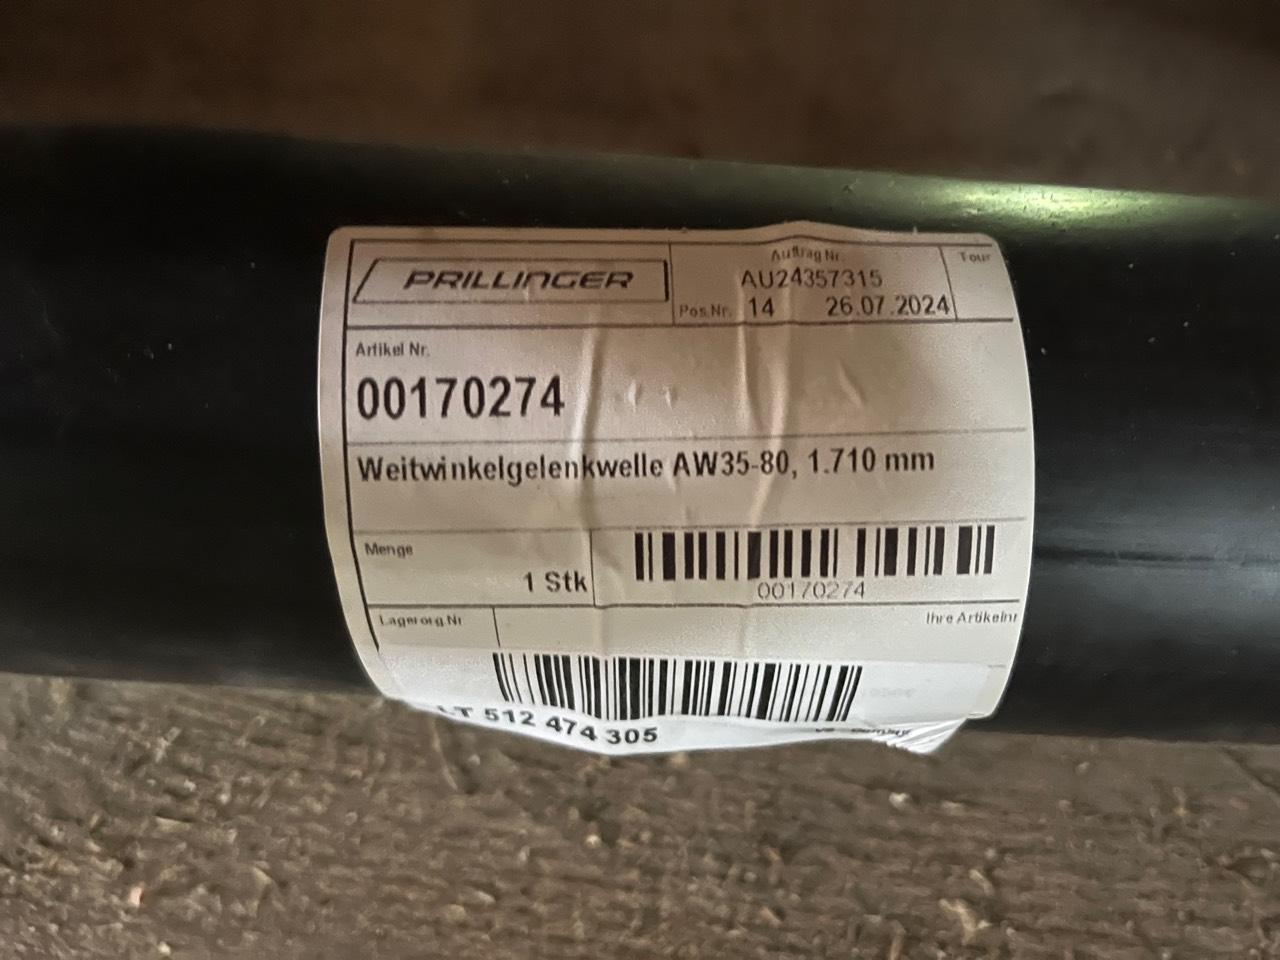 PRILLINGER
Auftrag Nr.
Tour
AU24357315
Pos.Nr. 14 26.07.2024
Artikel Nr.
00170274
Weitwinkelgelenkwelle AW35-80, 1.710 mm
Menge
1 Stk
00170274
Lagerorg.Nr
Ihre Artikelnr
512 474 305